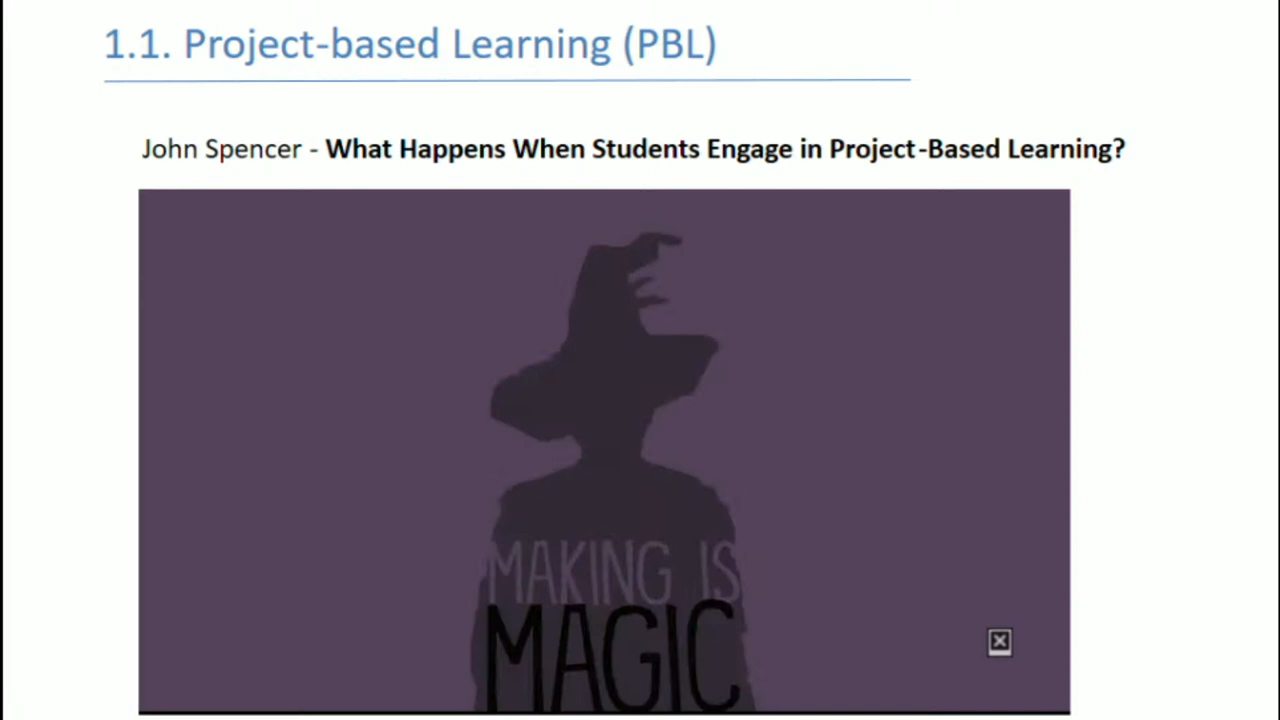 1.1. Project-based Learning (PBL)
John Spencer - What Happens When Students Engage in Project-Based Learning?
MAKING IS
MAGIC